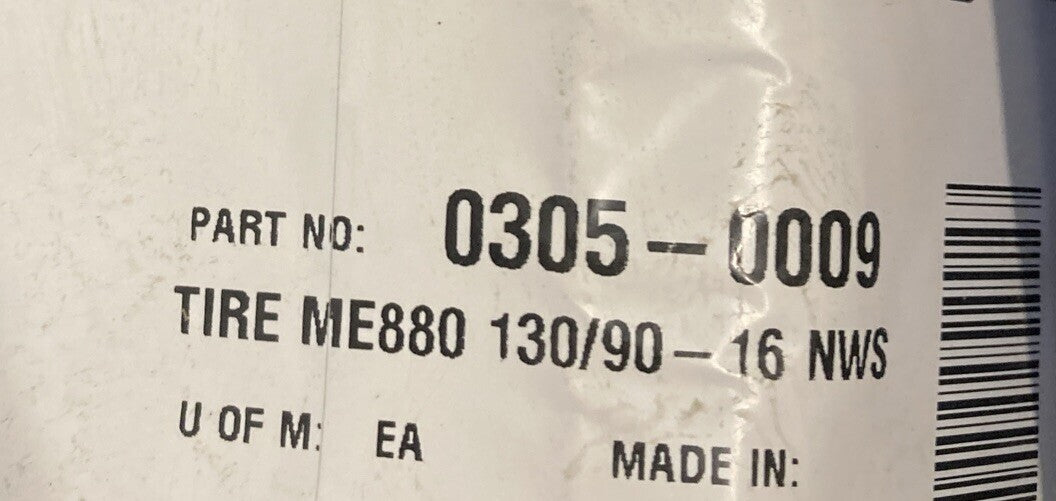 PART NO: 0305-0009
TIRE ME880 130/90-16 NWS
U OF M: EA
MADE IN: